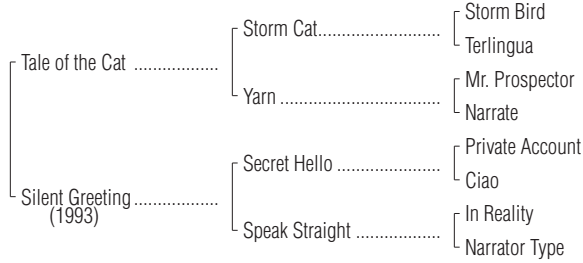 Storm Bird
Storm Cat
Terlingua
Tale of the Cat
Mr. Prospector
Yarn
Narrate
Private Account
Secret Hello
Ciao
Silent Greeting
(1993)
In Reality
Speak Straight
Narrator Type